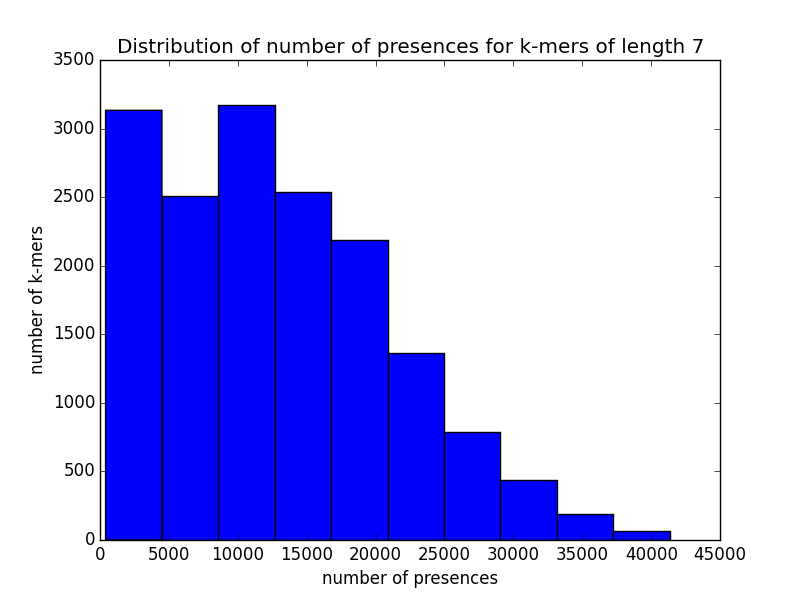 Distribution of number of presences for k-mers of length 7
3500
3000
2500
2000
1500
1000
500
0
number of k-mers
0 5000 10000 15000 20000 25000 30000 35000 40000 45000
number of presences